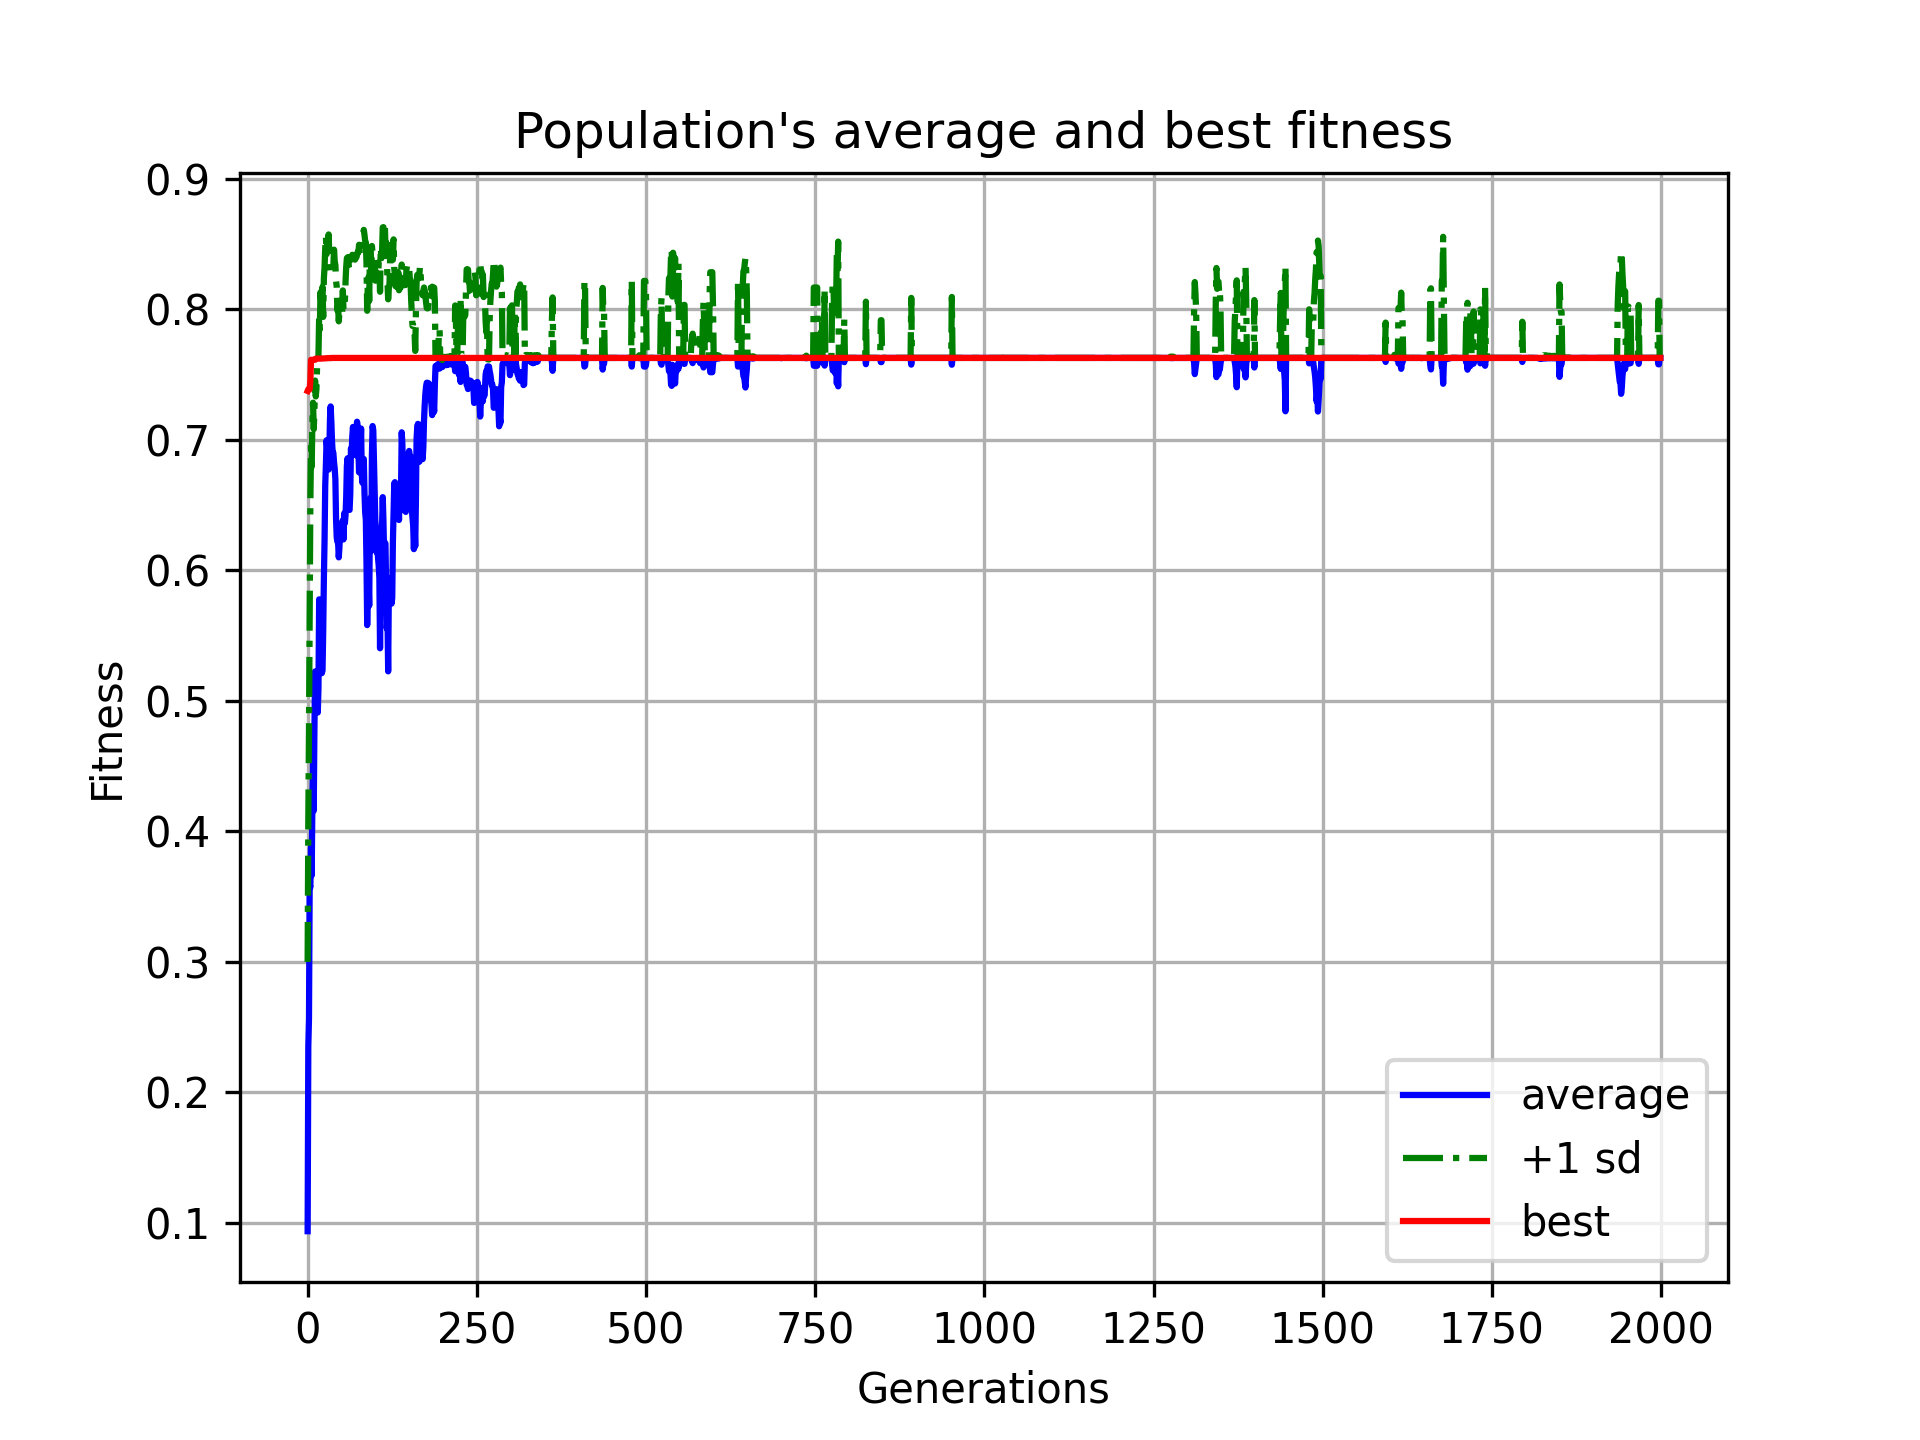 Population's average and best fitness
0.9
0.8
0.7
0.6
0.5
0.4
0.3
0.2
0.1
Fitness
average
+1 sd
best
0 250 500 750 1000 1250 1500 1750 2000
Generations